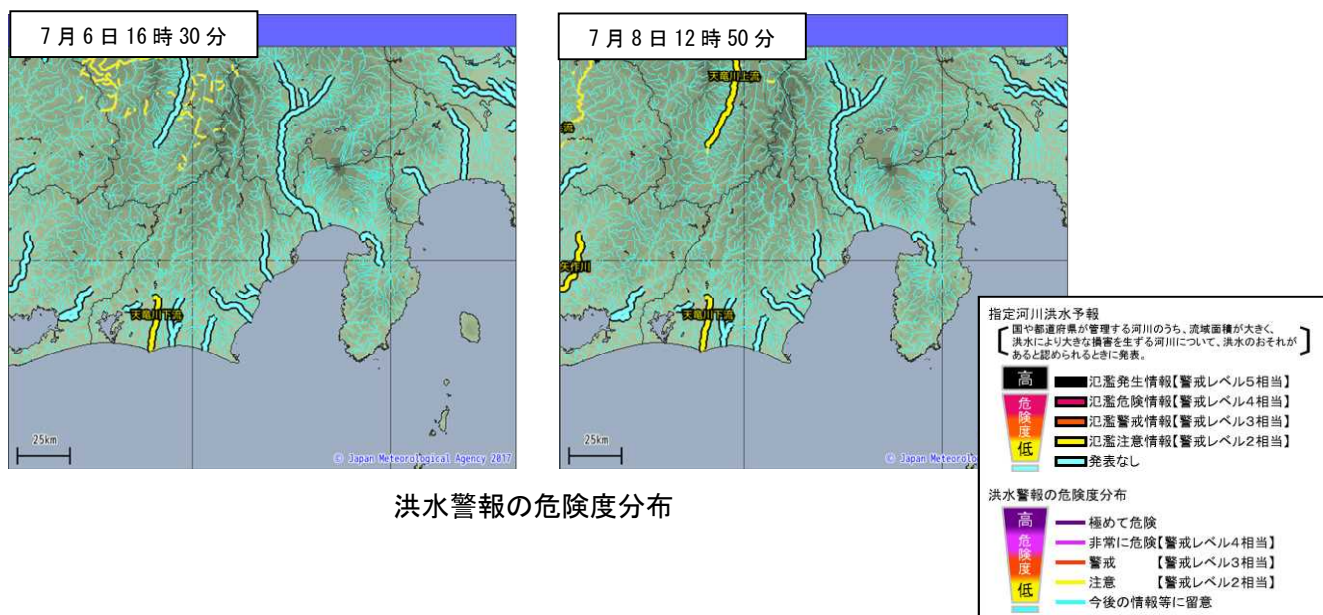 7月6日16時30分
7月8日12時50分
天竜川上流
流
矢作川
天竜川下流
天竜川下流
25km
25km
© Japan Meteorological Agency 2017
© Japan Meteorolo
洪水警報の危険度分布
指定河川洪水予報
国や都道府県が管理する河川のうち、流域面積が大きく、
洪水により大きな損害を生ずる河川について、洪水のおそれが
あると認められるときに発表。
高
危険度
低
氾濫発生情報【警戒レベル5相当】
氾濫危険情報【警戒レベル4相当】
氾濫警戒情報【警戒レベル3相当】
氾濫注意情報【警戒レベル2相当】
発表なし
洪水警報の危険度分布
高
危険度
低
極めて危険
非常に危険【警戒レベル4相当】
警戒 【警戒レベル3相当】
注意 【警戒レベル2相当】
今後の情報等に留意